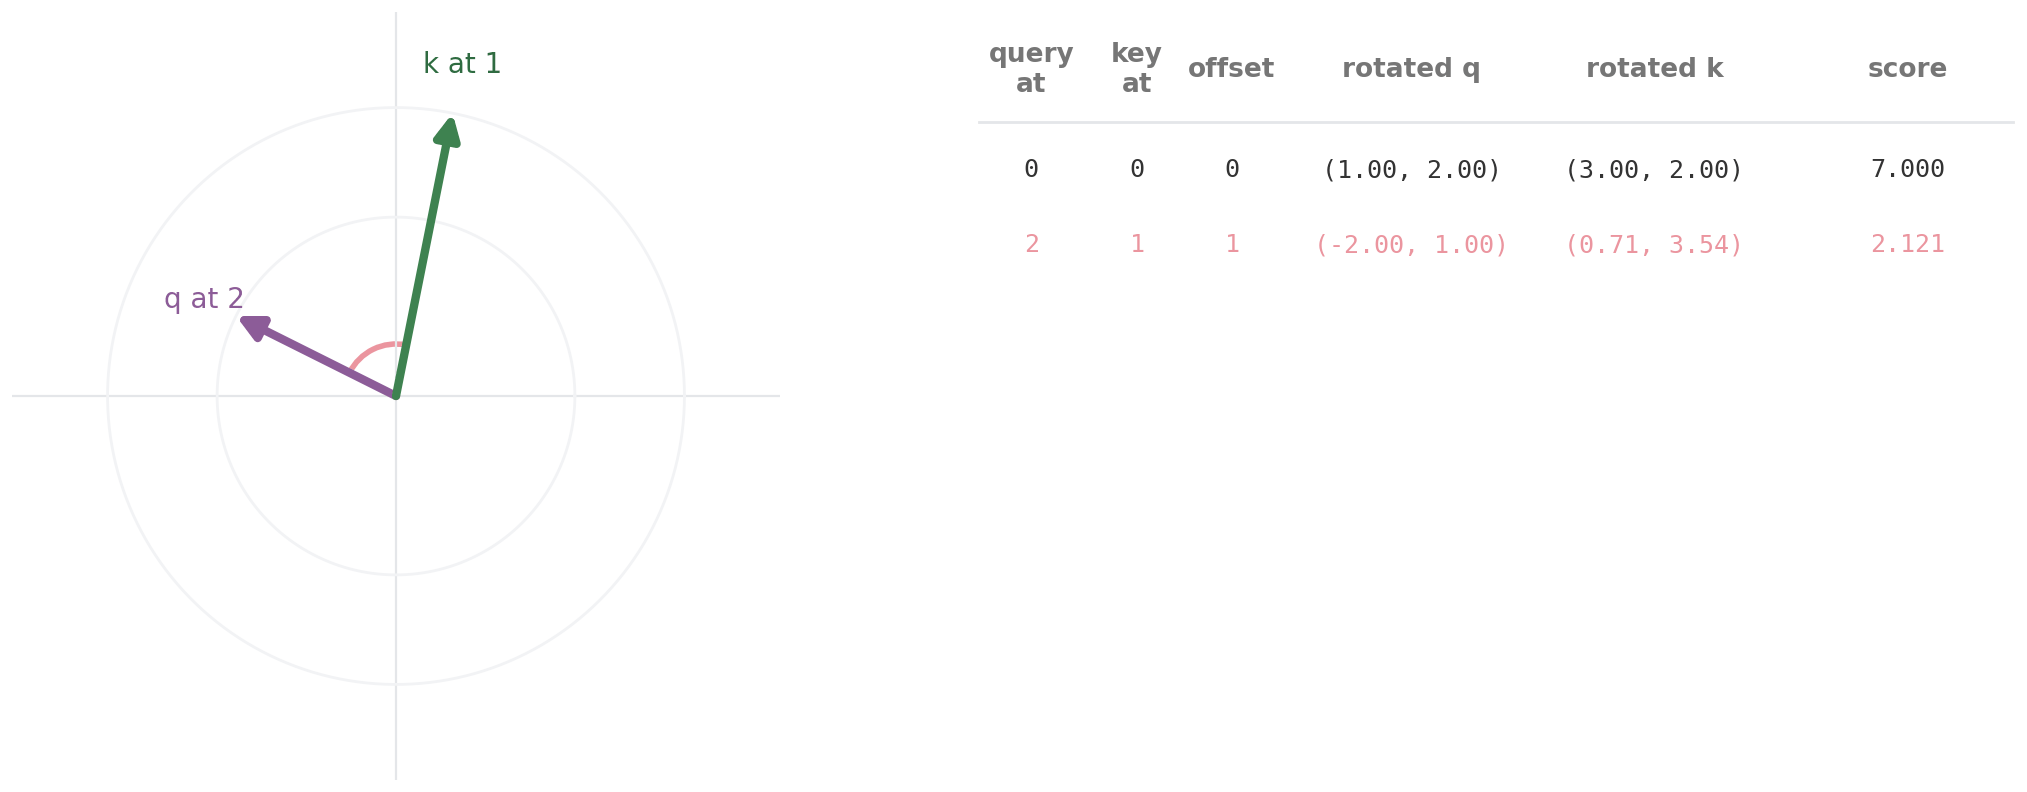 k at 1
q at 2
query at key at offset rotated q rotated k score
0 0 0 (1.00, 2.00) (3.00, 2.00) 7.000
2 1 1 (-2.00, 1.00) (0.71, 3.54) 2.121